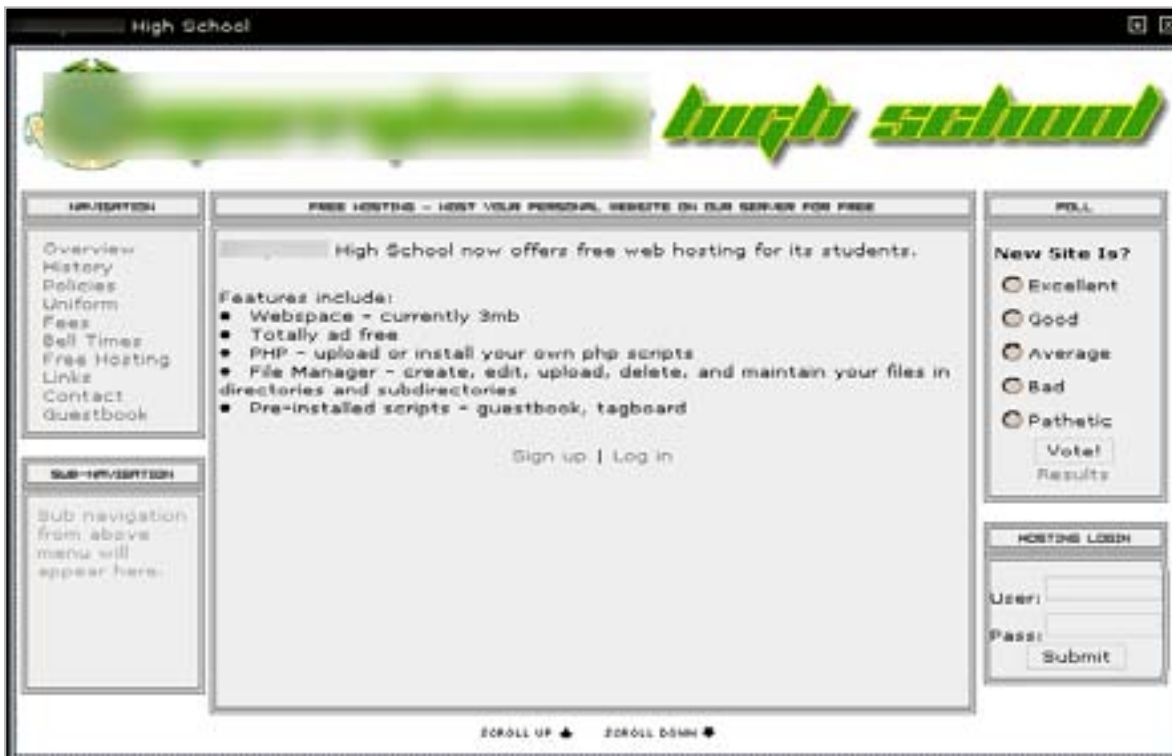 High School
high school
NAVIGATION
Overview
History
Policies
Uniform
Fees
Bell Times
Free Hosting
Links
Contact
Guestbook
SUB-NAVIGATION
Sub navigation
from above
menu will
appear here.
FREE HOSTING - HOST YOUR PERSONAL WEBSITE ON OUR SERVER FOR FREE
High School now offers free web hosting for its students.
Features include:
• Webspace - currently 3mb
• Totally ad free
• PHP - upload or install your own php scripts
• File Manager - create, edit, upload, delete, and maintain your files in
directories and subdirectories
• Pre-installed scripts - guestbook, tagboard
Sign up | Log in
POLL
New Site Is?
Excellent
Good
Average
Bad
Pathetic
Vote!
Results
HOSTING LOGIN
User:
Pass:
Submit
SCROLL UP SCROLL DOWN